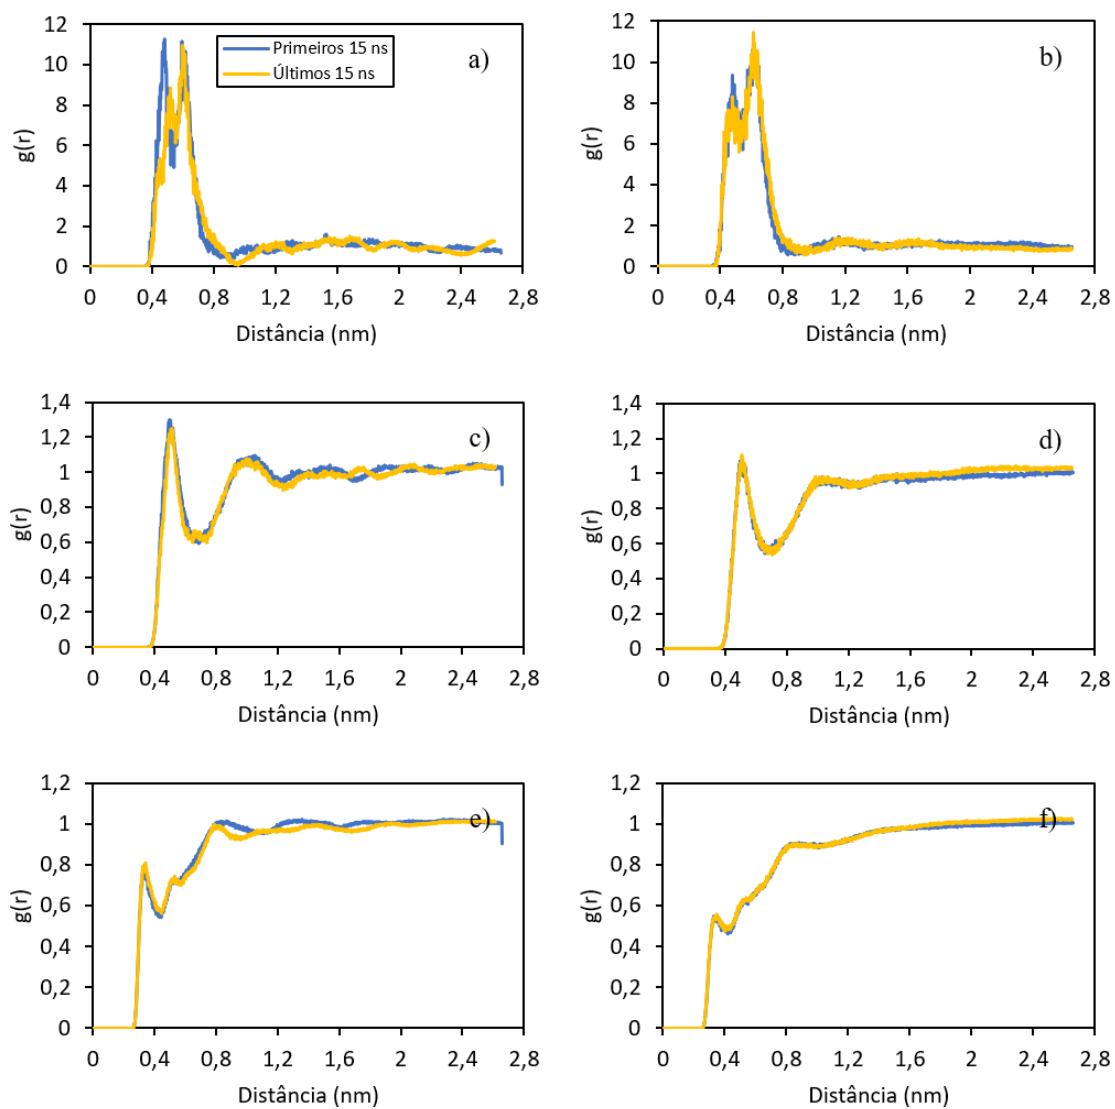 12
10
8
6
4
2
0
g(r)
Primeiros 15 ns
Últimos 15 ns
a)
0 0,4 0,8 1,2 1,6 2 2,4 2,8
Distância (nm)
12
10
8
6
4
2
0
g(r)
b)
0 0,4 0,8 1,2 1,6 2 2,4 2,8
Distância (nm)
1,4
1,2
1
0,8
0,6
0,4
0,2
0
g(r)
c)
0 0,4 0,8 1,2 1,6 2 2,4 2,8
Distância (nm)
1,4
1,2
1
0,8
0,6
0,4
0,2
0
g(r)
d)
0 0,4 0,8 1,2 1,6 2 2,4 2,8
Distância (nm)
1,2
1
0,8
0,6
0,4
0,2
0
g(r)
e)
0 0,4 0,8 1,2 1,6 2 2,4 2,8
Distância (nm)
1,2
1
0,8
0,6
0,4
0,2
0
g(r)
f)
0 0,4 0,8 1,2 1,6 2 2,4 2,8
Distância (nm)